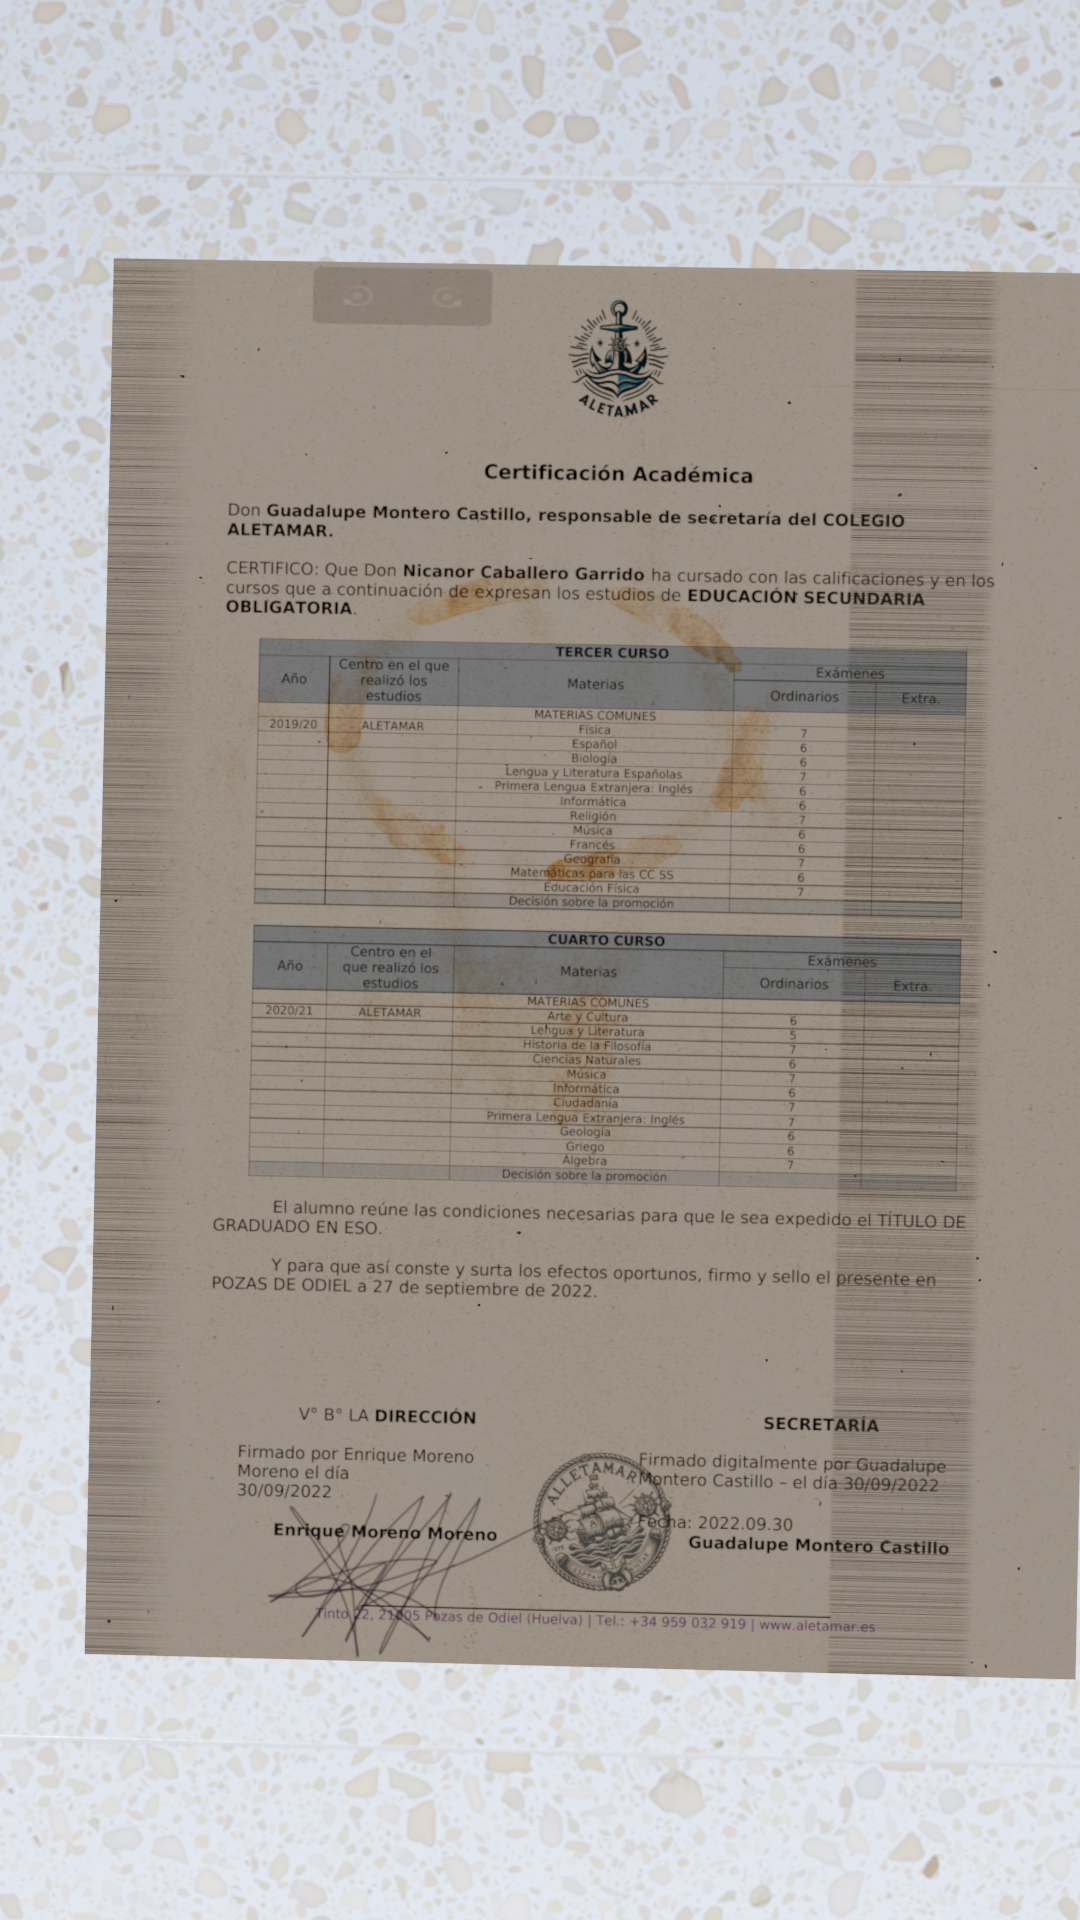 ALETAMAR
Certificación Académica
Don Guadalupe Montero Castillo, responsable de secretaría del COLEGIO
ALETAMAR.
CERTIFICO: Que Don Nicanor Caballero Garrido ha cursado con las calificaciones y en los
cursos que a continuación de expresan los estudios de EDUCACIÓN SECUNDARIA
OBLIGATORIA.
TERCER CURSO
Año Centro en el que realizó los estudios Materias Exámenes
Ordinarios Extra.
MATERIAS COMUNES
2019/20 ALETAMAR Física 7
Español 6
Biología 6
Lengua y Literatura Españolas 7
Primera Lengua Extranjera: Inglés 6
Informática 6
Religión 7
Música 6
Francés 6
Geografía 7
Matemáticas para las CC SS 6
Educación Física 7
Decisión sobre la promoción
CUARTO CURSO
Año Centro en el que realizó los estudios Materias Exámenes
Ordinarios Extra.
MATERIAS COMUNES
2020/21 ALETAMAR Arte y Cultura 6
Lengua y Literatura 5
Historia de la Filosofía 7
Ciencias Naturales 6
Música 7
Informática 6
Ciudadanía 7
Primera Lengua Extranjera: Inglés 7
Geología 6
Griego 6
Álgebra 7
Decisión sobre la promoción
El alumno reúne las condiciones necesarias para que le sea expedido el TÍTULO DE
GRADUADO EN ESO.
Y para que así conste y surta los efectos oportunos, firmo y sello el presente en
POZAS DE ODIEL a 27 de septiembre de 2022.
V° B° LA DIRECCIÓN
SECRETARÍA
Firmado por Enrique Moreno
Moreno el día
30/09/2022
Enrique Moreno Moreno
ALLETAMAR
Firmado digitalmente por Guadalupe
Montero Castillo – el día 30/09/2022
Fecha: 2022.09.30
Guadalupe Montero Castillo
Tinto 22, 21005 Pozas de Odiel (Huelva) | Tel.: +34 959 032 919 | www.aletamar.es